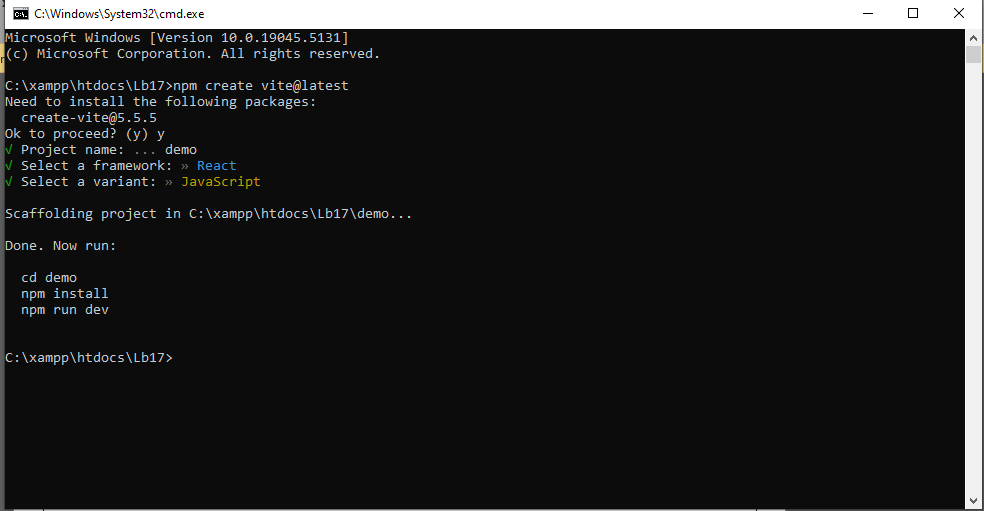 C:\Windows\System32\cmd.exe
Microsoft Windows [Version 10.0.19045.5131]
(c) Microsoft Corporation. All rights reserved.
C:\xampp\htdocs\Lb17>npm create vite@latest
Need to install the following packages:
  create-vite@5.5.5
Ok to proceed? (y) y
√ Project name: ... demo
√ Select a framework: » React
√ Select a variant: » JavaScript
Scaffolding project in C:\xampp\htdocs\Lb17\demo...
Done. Now run:
  cd demo
  npm install
  npm run dev
C:\xampp\htdocs\Lb17>